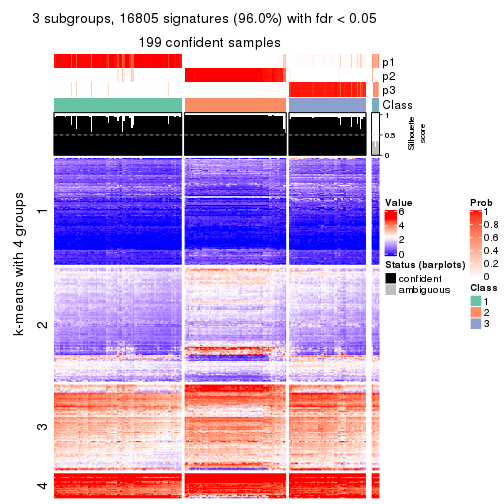 3 subgroups, 16805 signatures (96.0%) with fdr < 0.05
199 confident samples
p1
p2
p3
Class
1
0.5
0
Silhouette
score
k-means with 4 groups
1
2
3
4
Value
6
4
2
0
Status (barplots)
confident
ambiguous
Prob
1
0.8
0.6
0.4
0.2
0
Class
1
2
3